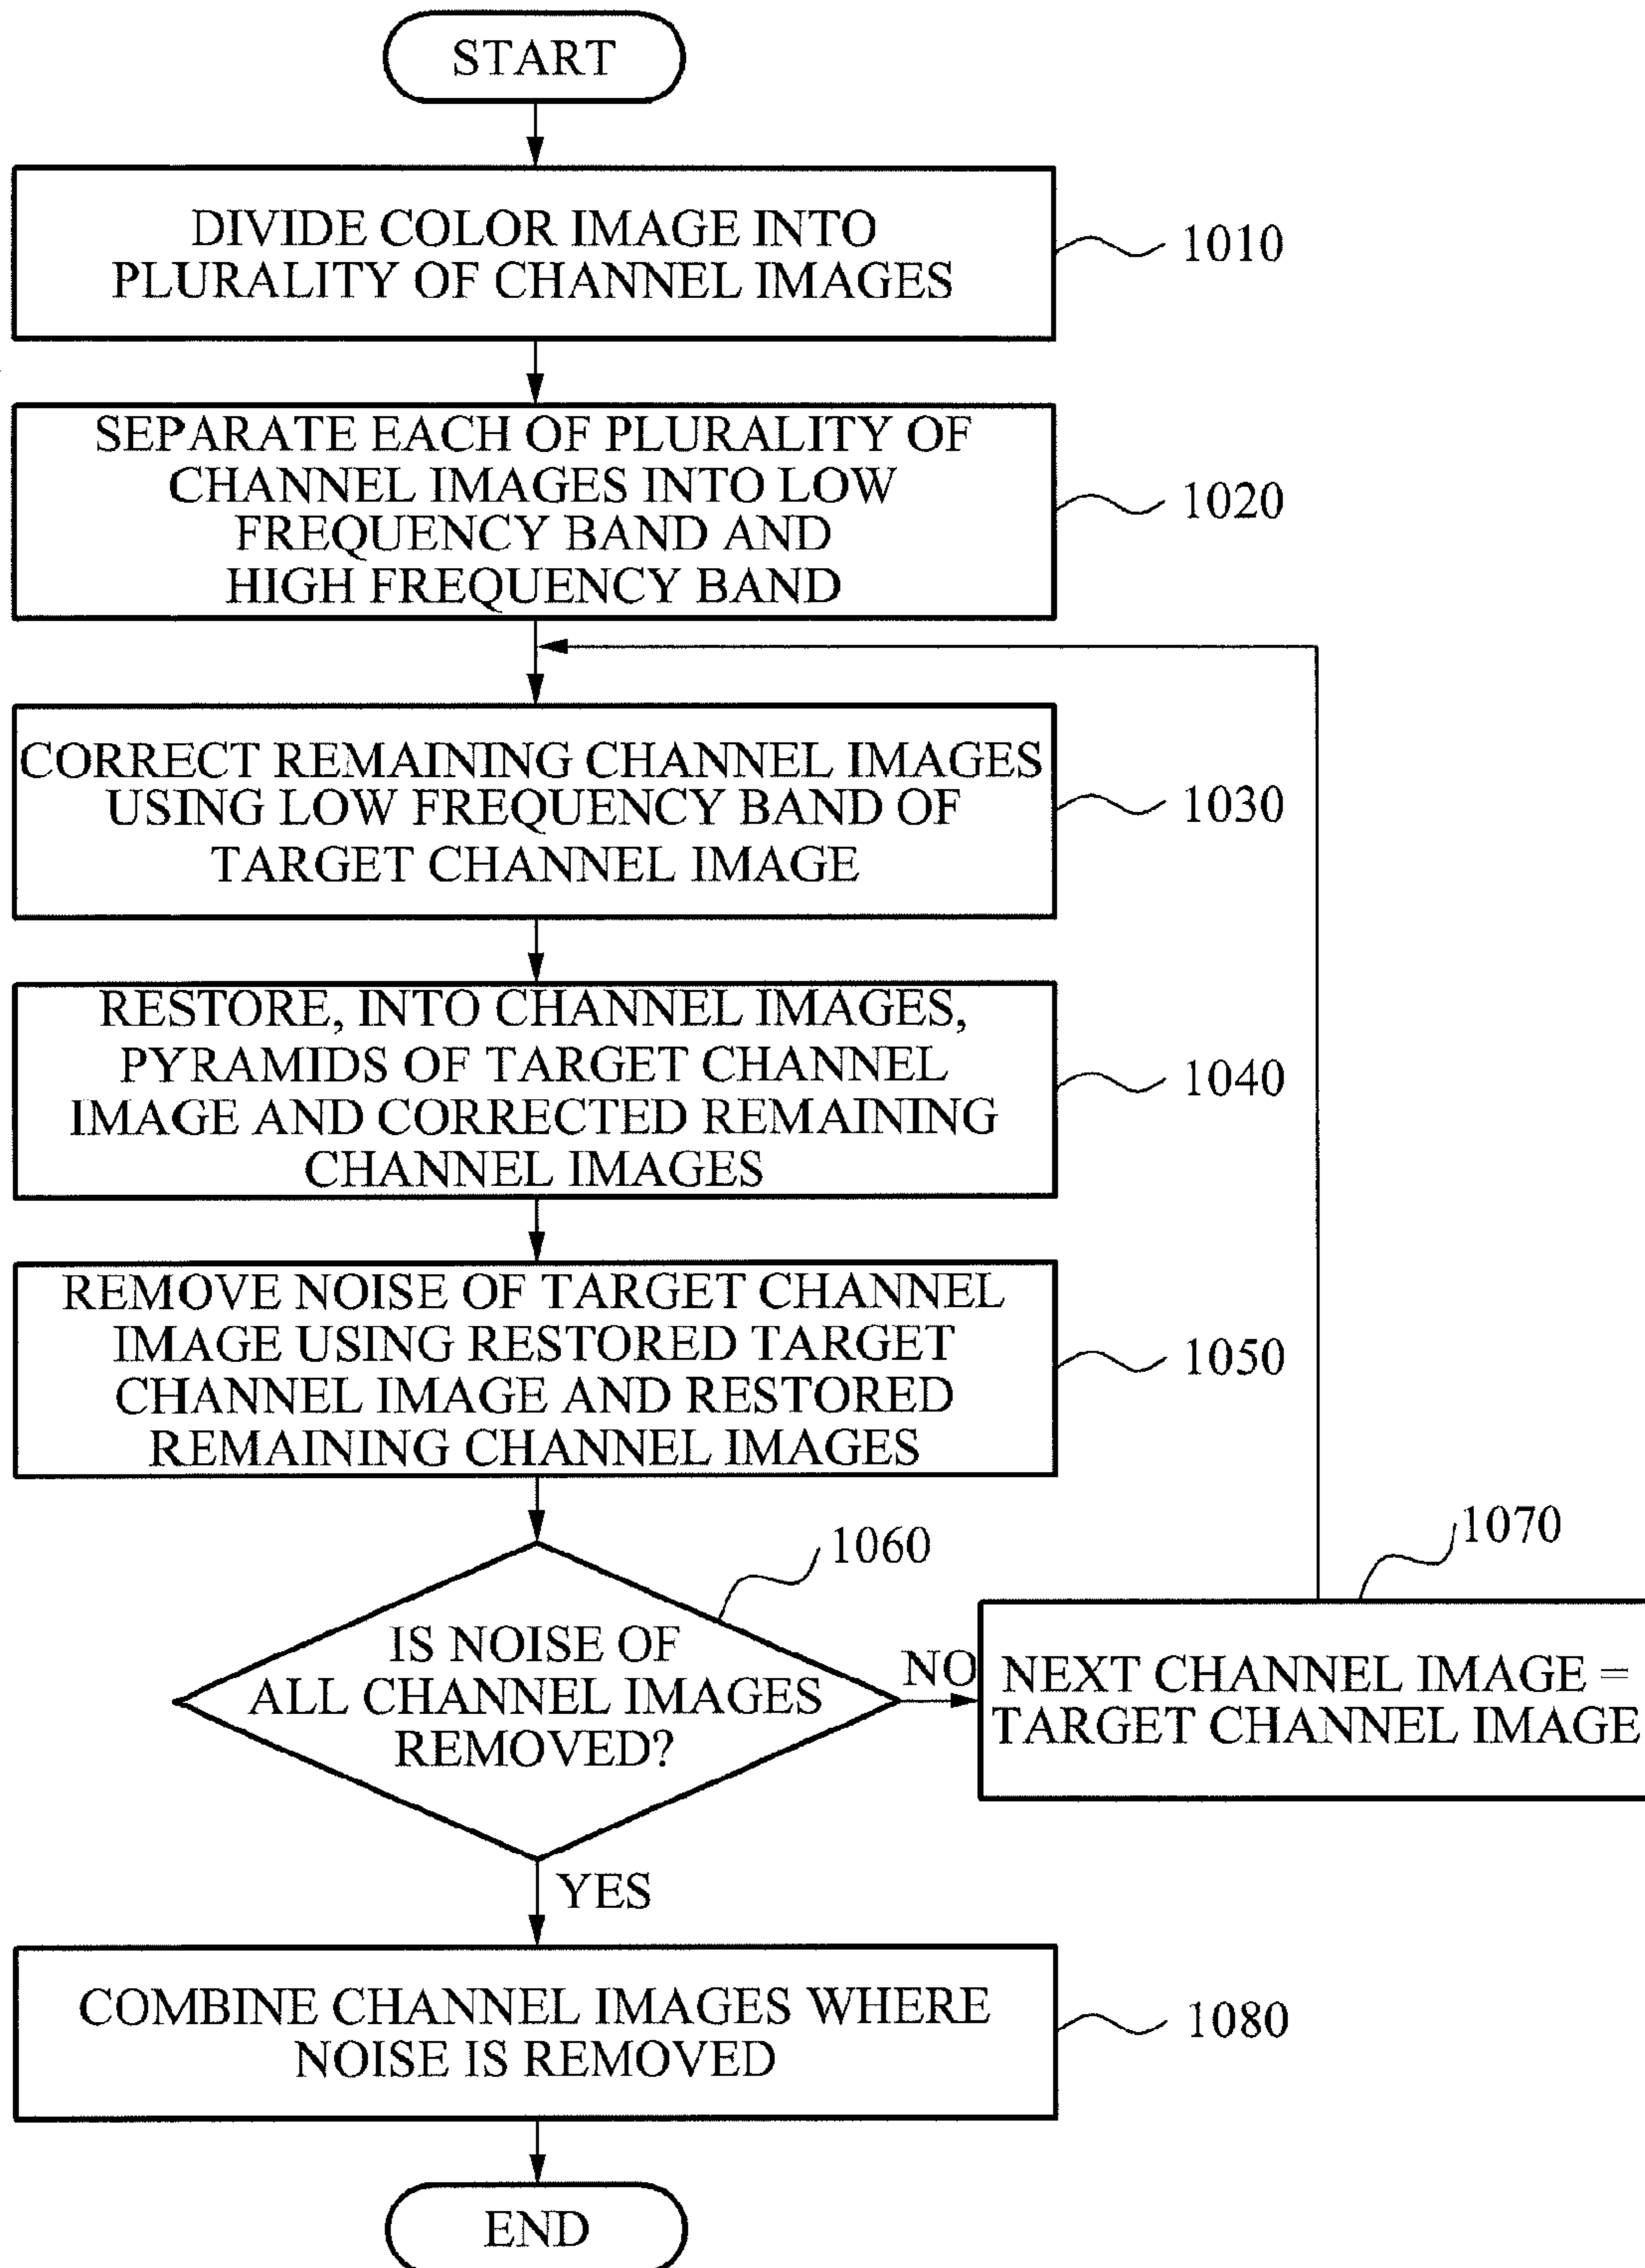 START
DIVIDE COLOR IMAGE INTO
PLURALITY OF CHANNEL IMAGES
1010
SEPARATE EACH OF PLURALITY OF
CHANNEL IMAGES INTO LOW
FREQUENCY BAND AND
HIGH FREQUENCY BAND
1020
CORRECT REMAINING CHANNEL IMAGES
USING LOW FREQUENCY BAND OF
TARGET CHANNEL IMAGE
1030
RESTORE, INTO CHANNEL IMAGES,
PYRAMIDS OF TARGET CHANNEL
IMAGE AND CORRECTED REMAINING
CHANNEL IMAGES
1040
REMOVE NOISE OF TARGET CHANNEL
IMAGE USING RESTORED TARGET
CHANNEL IMAGE AND RESTORED
REMAINING CHANNEL IMAGES
1050
1060
IS NOISE OF
ALL CHANNEL IMAGES
REMOVED?
NO
1070
NEXT CHANNEL IMAGE =
TARGET CHANNEL IMAGE
YES
COMBINE CHANNEL IMAGES WHERE
NOISE IS REMOVED
1080
END